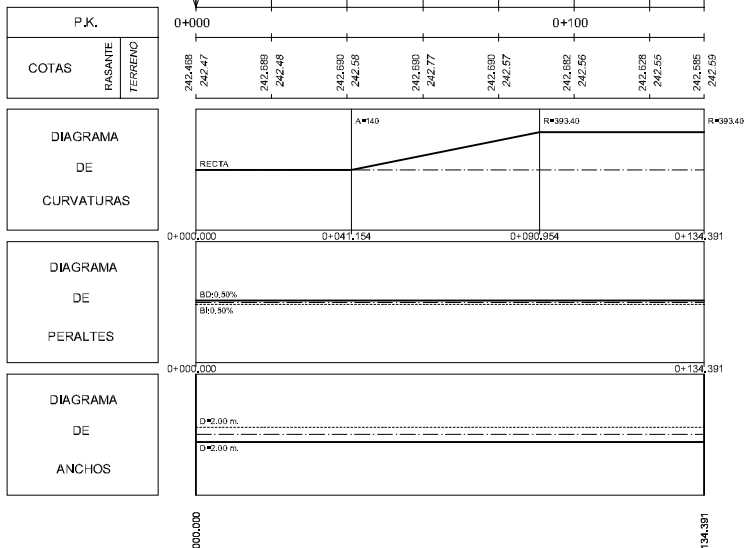 P.K.
0+000
0+100
COTAS
RASANTE
TERRENO
242.468
242.47
242.689
242.48
242.690
242.58
242.690
242.77
242.690
242.57
242.682
242.56
242.628
242.55
242.585
242.59
DIAGRAMA
DE
CURVATURAS
A=140
R=393.40
R=393.40
RECTA
0+000.000
0+041.154
0+090.954
0+134.391
DIAGRAMA
DE
PERALTES
BD:0.50%
BI:0.50%
0+000.000
0+134.391
DIAGRAMA
DE
ANCHOS
D=2.00 m.
D=2.00 m.
000.000
134.391